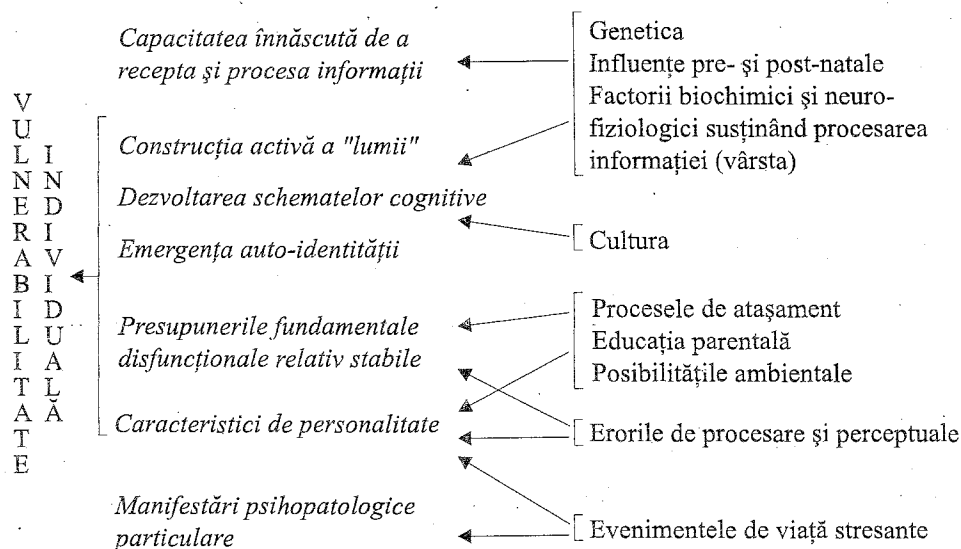 VULNERABILITATE
INDIVIDUALĂ
Capacitatea înnăscută de a
recepta şi procesa informaţii
Construcţia activă a "lumii"
Dezvoltarea schematelor cognitive
Emergenţa auto-identităţii
Presupunerile fundamentale
disfuncţionale relativ stabile
Caracteristici de personalitate
Manifestări psihopatologice
particulare
Genetica
Influenţe pre- şi post-natale
Factorii biochimici şi neuro-
fiziologici susţinând procesarea
informaţiei (vârsta)
Cultura
Procesele de ataşament
Educaţia parentală
Posibilităţile ambientale
Erorile de procesare şi perceptuale
Evenimentele de viaţă stresante